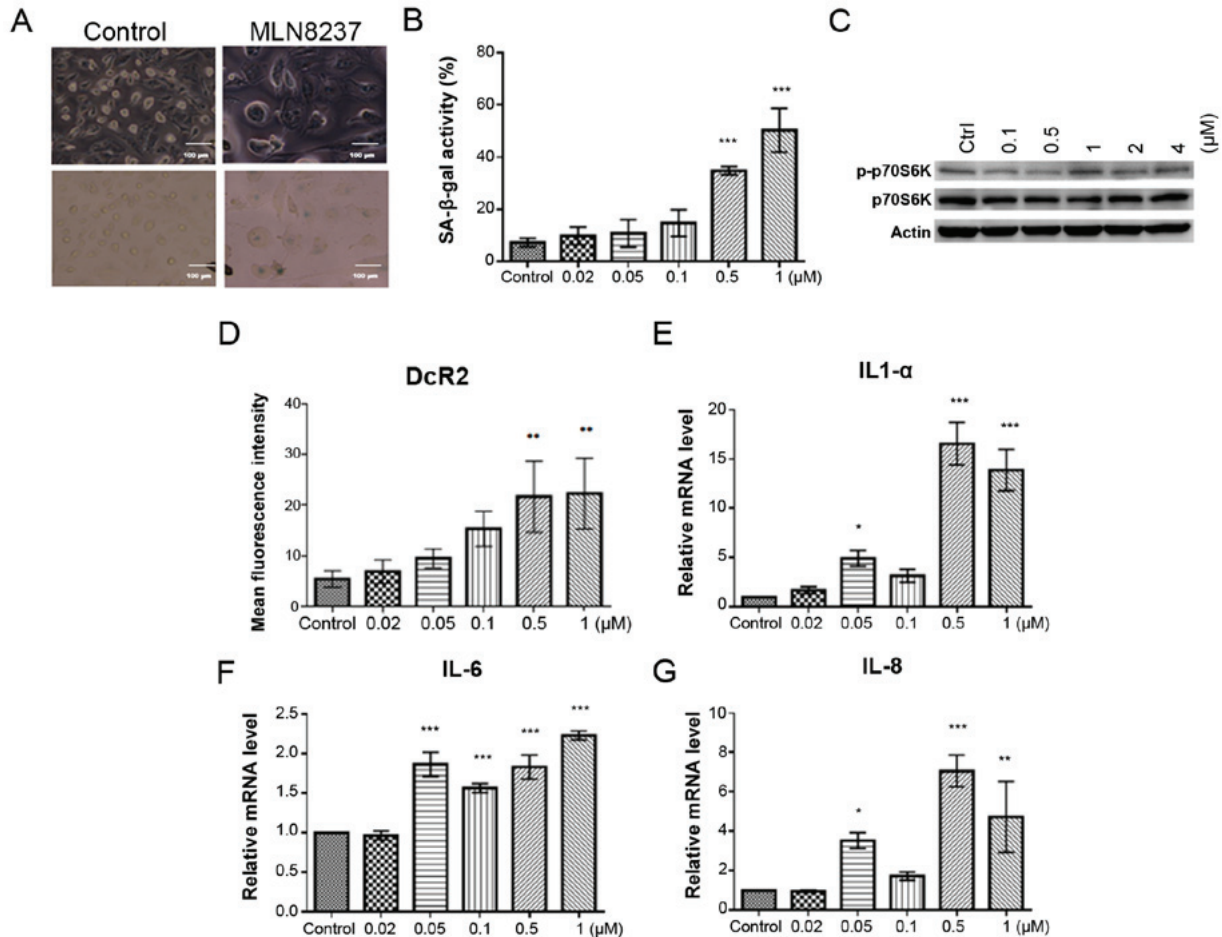 A
Control MLN8237
100 μm 100 μm
100 μm 100 μm
B
SA-β-gal activity (%)
80
60
40
20
0
Control 0.02 0.05 0.1 0.5 1 (μM)
*** ***
C
Ctrl 0.1 0.5 1 2 4 (μM)
p-p70S6K
p70S6K
Actin
D
DcR2
Mean fluorescence intensity
40
30
20
10
0
Control 0.02 0.05 0.1 0.5 1 (μM)
** **
E
IL1-α
Relative mRNA level
20
15
10
5
0
Control 0.02 0.05 0.1 0.5 1 (μM)
* *** ***
F
IL-6
Relative mRNA level
2.5
2.0
1.5
1.0
0.5
0.0
Control 0.02 0.05 0.1 0.5 1 (μM)
*** *** *** ***
G
IL-8
Relative mRNA level
10
8
6
4
2
0
Control 0.02 0.05 0.1 0.5 1 (μM)
* *** **